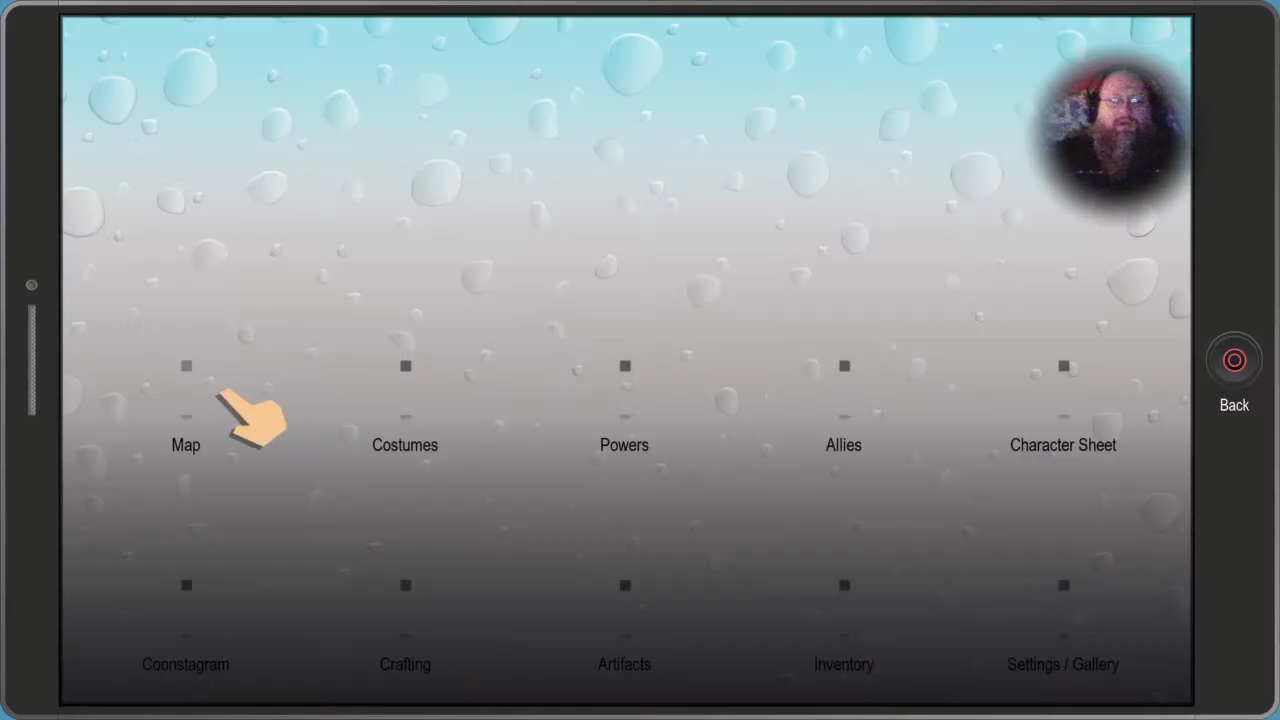 Back
Map
Costumes
Powers
Allies
Character Sheet
Coonstagram
Crafting
Artifacts
Inventory
Settings / Gallery